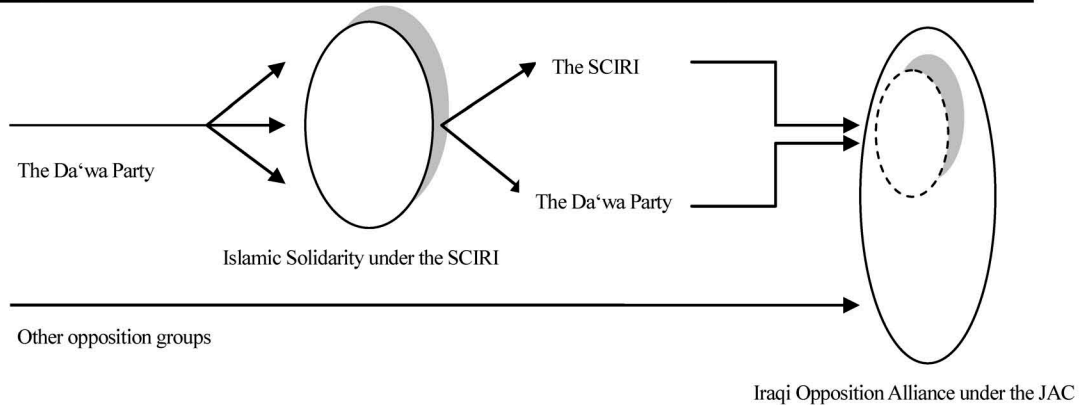 The SCIRI
The Da‘wa Party
The Da‘wa Party
Islamic Solidarity under the SCIRI
Other opposition groups
Iraqi Opposition Alliance under the JAC